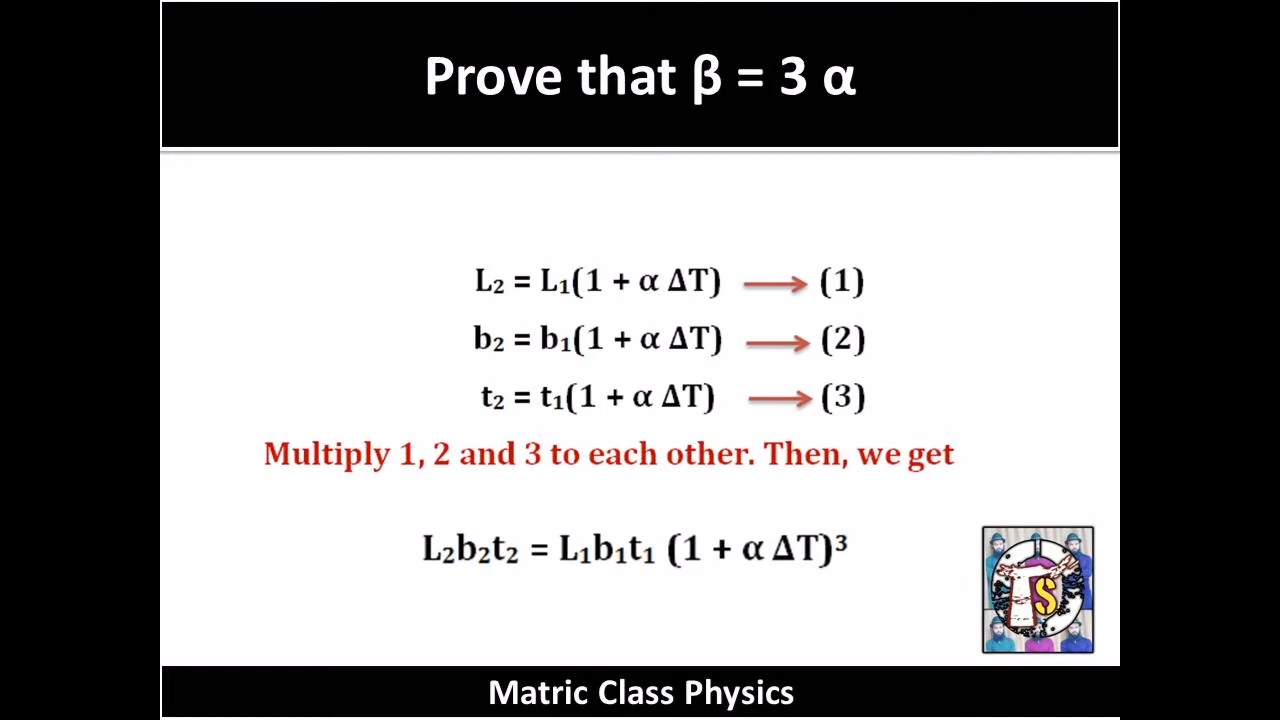 Prove that β = 3 α
L₂ = L₁(1 + α ΔT) ⟶ (1)
b₂ = b₁(1 + α ΔT) ⟶ (2)
t₂ = t₁(1 + α ΔT) ⟶ (3)
Multiply 1, 2 and 3 to each other. Then, we get
L₂b₂t₂ = L₁b₁t₁ (1 + α ΔT)³
TS
Matric Class Physics